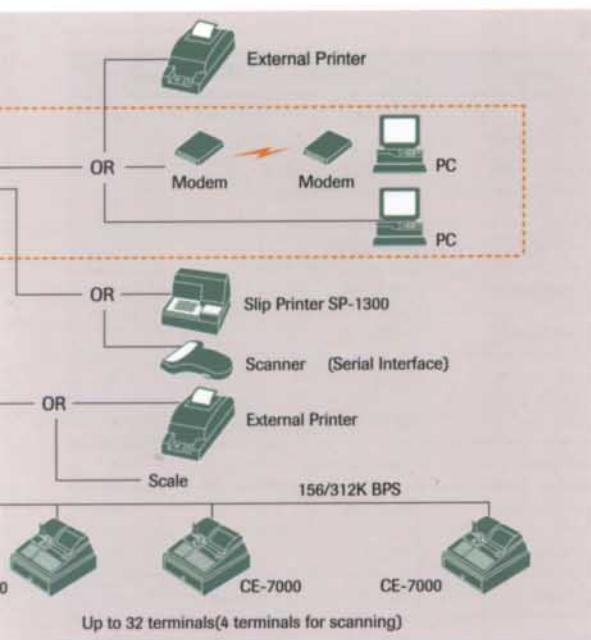 External Printer
OR
Modem
Modem
PC
PC
OR
Slip Printer SP-1300
Scanner (Serial Interface)
OR
External Printer
Scale
156/312K BPS
0
CE-7000
CE-7000
Up to 32 terminals(4 terminals for scanning)